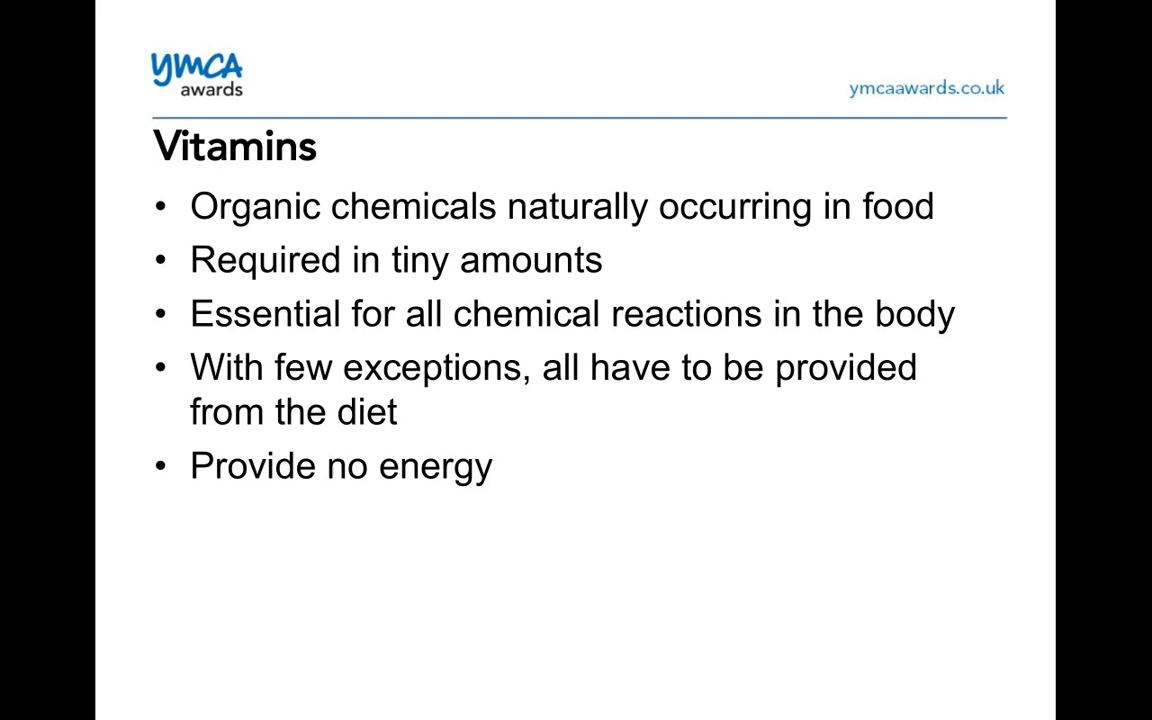 ymca
awards
ymcaawards.co.uk
Vitamins
• Organic chemicals naturally occurring in food
• Required in tiny amounts
• Essential for all chemical reactions in the body
• With few exceptions, all have to be provided
from the diet
• Provide no energy